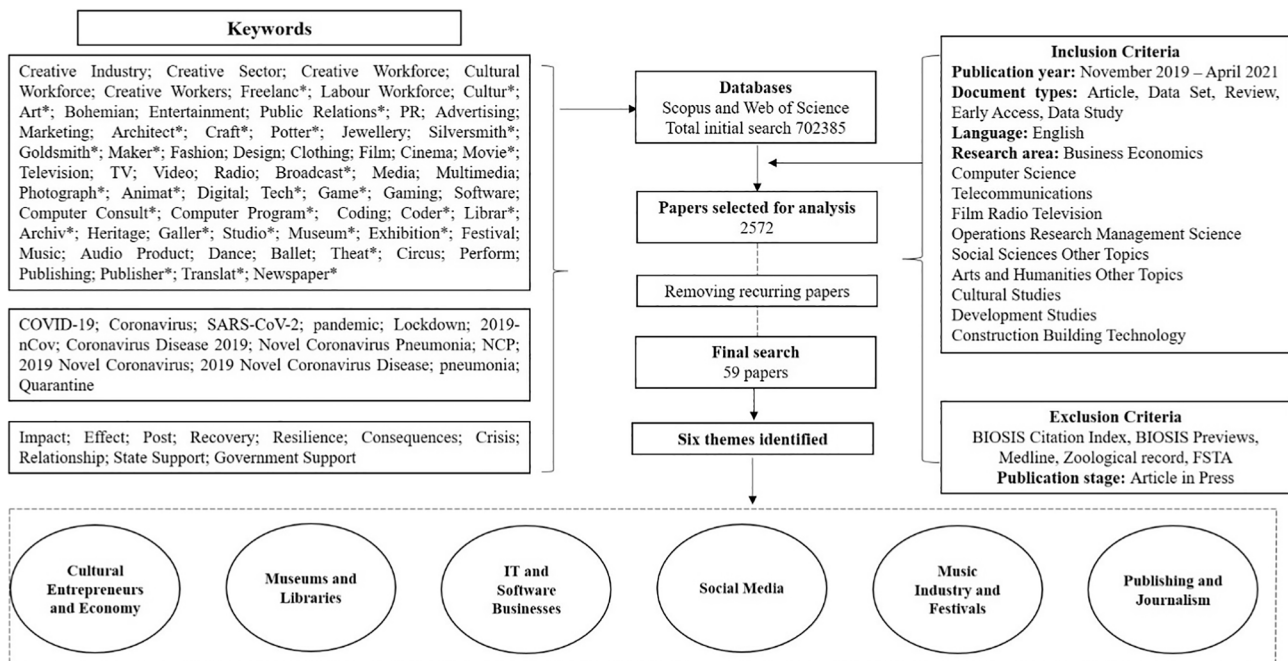 Keywords
Creative Industry; Creative Sector; Creative Workforce; Cultural
Workforce; Creative Workers; Freelanc*; Labour Workforce; Cultur*;
Art*; Bohemian; Entertainment; Public Relations*; PR; Advertising;
Marketing; Architect*; Craft*; Potter*; Jewellery; Silversmith*;
Goldsmith*; Maker*; Fashion; Design; Clothing; Film; Cinema; Movie*;
Television; TV; Video; Radio; Broadcast*; Media; Multimedia;
Photograph*; Animat*; Digital; Tech*; Game*; Gaming; Software;
Computer Consult*; Computer Program*; Coding; Coder*; Librar*;
Archiv*; Heritage; Galler*; Studio*; Museum*; Exhibition*; Festival;
Music; Audio Product; Dance; Ballet; Theat*; Circus; Perform;
Publishing; Publisher*; Translat*; Newspaper*
COVID-19; Coronavirus; SARS-CoV-2; pandemic; Lockdown; 2019-
nCov; Coronavirus Disease 2019; Novel Coronavirus Pneumonia; NCP;
2019 Novel Coronavirus; 2019 Novel Coronavirus Disease; pneumonia;
Quarantine
Impact; Effect; Post; Recovery; Resilience; Consequences; Crisis;
Relationship; State Support; Government Support
Databases
Scopus and Web of Science
Total initial search 702385
Papers selected for analysis
2572
Removing recurring papers
Final search
59 papers
Six themes identified
Inclusion Criteria
Publication year: November 2019 – April 2021
Document types: Article, Data Set, Review,
Early Access, Data Study
Language: English
Research area: Business Economics
Computer Science
Telecommunications
Film Radio Television
Operations Research Management Science
Social Sciences Other Topics
Arts and Humanities Other Topics
Cultural Studies
Development Studies
Construction Building Technology
Exclusion Criteria
BIOSIS Citation Index, BIOSIS Previews,
Medline, Zoological record, FSTA
Publication stage: Article in Press
Cultural
Entrepreneurs
and Economy
Museums and
Libraries
IT and
Software
Businesses
Social Media
Music
Industry and
Festivals
Publishing and
Journalism